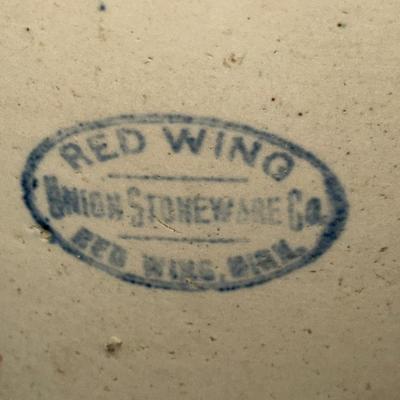 RED WING
UNION STONEWARE CO.
RED WING, MINN.